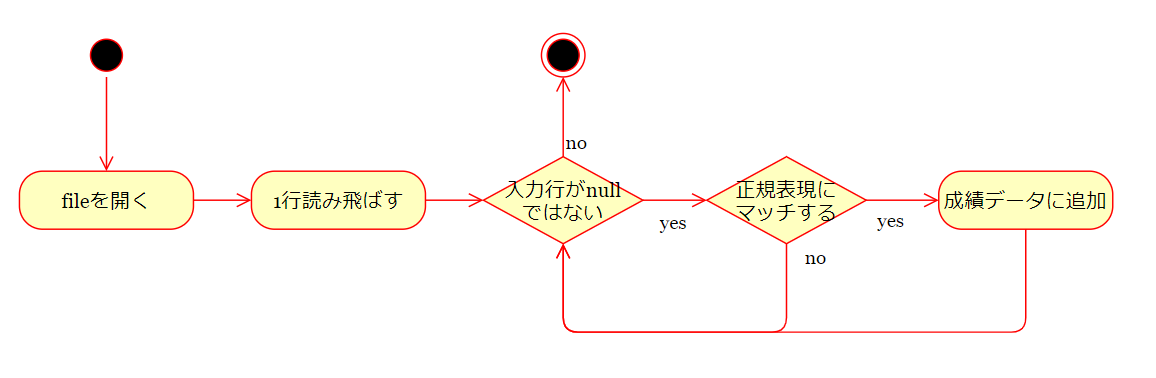 fileを開く
1行読み飛ばす
入力行がnull
ではない
no
yes
正規表現に
マッチする
no
yes
成績データに追加